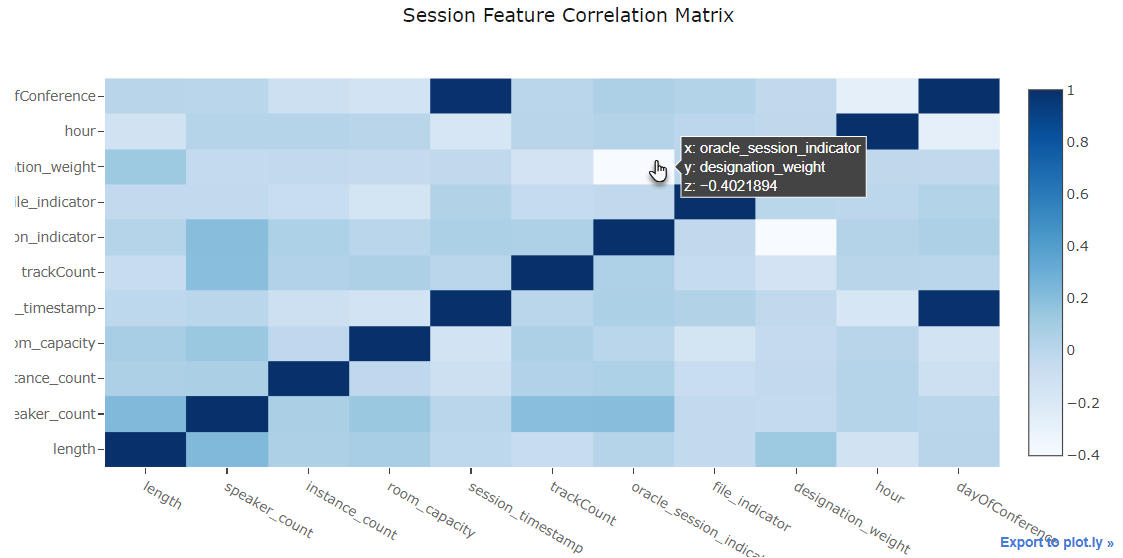 Session Feature Correlation Matrix
fConference
hour
tion_weight
ile_indicator
on_indicator
trackCount
_timestamp
om_capacity
tance_count
eaker_count
length
length
speaker_count
instance_count
room_capacity
session_timestamp
trackCount
oracle_session_indica
file_indicator
designation_weight
hour
dayOfConference
x: oracle_session_indicator
y: designation_weight
z: −0.4021894
1
0.8
0.6
0.4
0.2
0
−0.2
−0.4
Export to plot.ly »